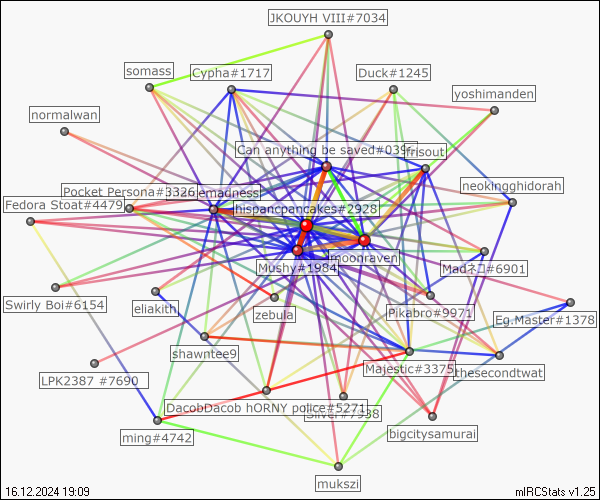 JKOUYH VIII#7034
somass
Cypha#1717
Duck#1245
yoshimanden
normalwan
Can anything be saved#039
frisout
Pocket Persona#3326
emadness
neokingghidorah
Fedora Stoat#4479
hispancpancakes#2928
moonraven
Mushy#1984
Madネコ#6901
Swirly Boi#6154
eliakith
zebula
Pikabro#9971
Eg.Master#1378
shawntee9
Majestic#3375
thesecondtwat
LPK2387 #7690
DacobDacob hORNY police#5271
bigcitysamurai
ming#4742
mukszi
16.12.2024 19:09
mIRCStats v1.25